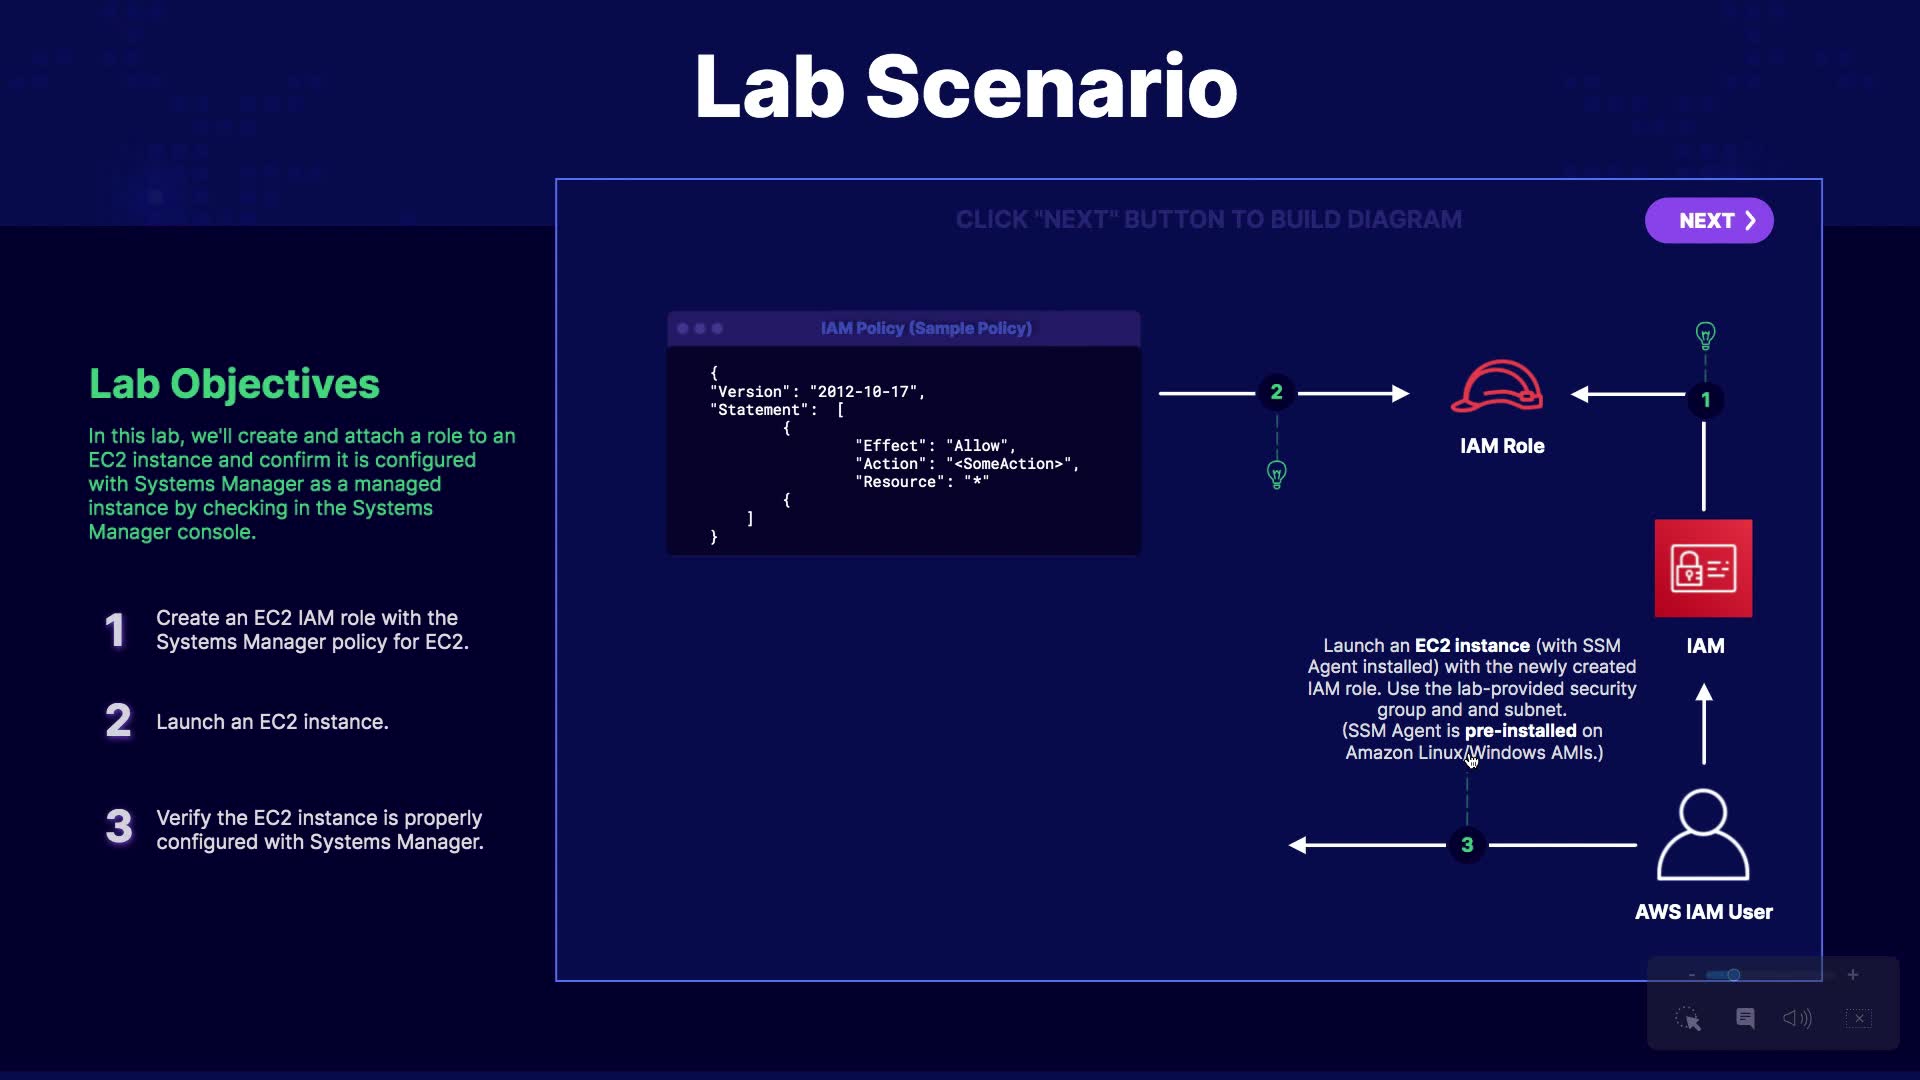 Lab Scenario
CLICK "NEXT" BUTTON TO BUILD DIAGRAM
NEXT
Lab Objectives
In this lab, we'll create and attach a role to an
EC2 instance and confirm it is configured
with Systems Manager as a managed
instance by checking in the Systems
Manager console.
1
Create an EC2 IAM role with the
Systems Manager policy for EC2.
2
Launch an EC2 instance.
3
Verify the EC2 instance is properly
configured with Systems Manager.
IAM Policy (Sample Policy)
{
"Version": "2012-10-17",
"Statement": [
{
"Effect": "Allow",
"Action": "<SomeAction>",
"Resource": "*"
{
]
}
2
IAM Role
1
IAM
Launch an EC2 instance (with SSM
Agent installed) with the newly created
IAM role. Use the lab-provided security
group and and subnet.
(SSM Agent is pre-installed on
Amazon Linux/Windows AMIs.)
3
AWS IAM User
- +